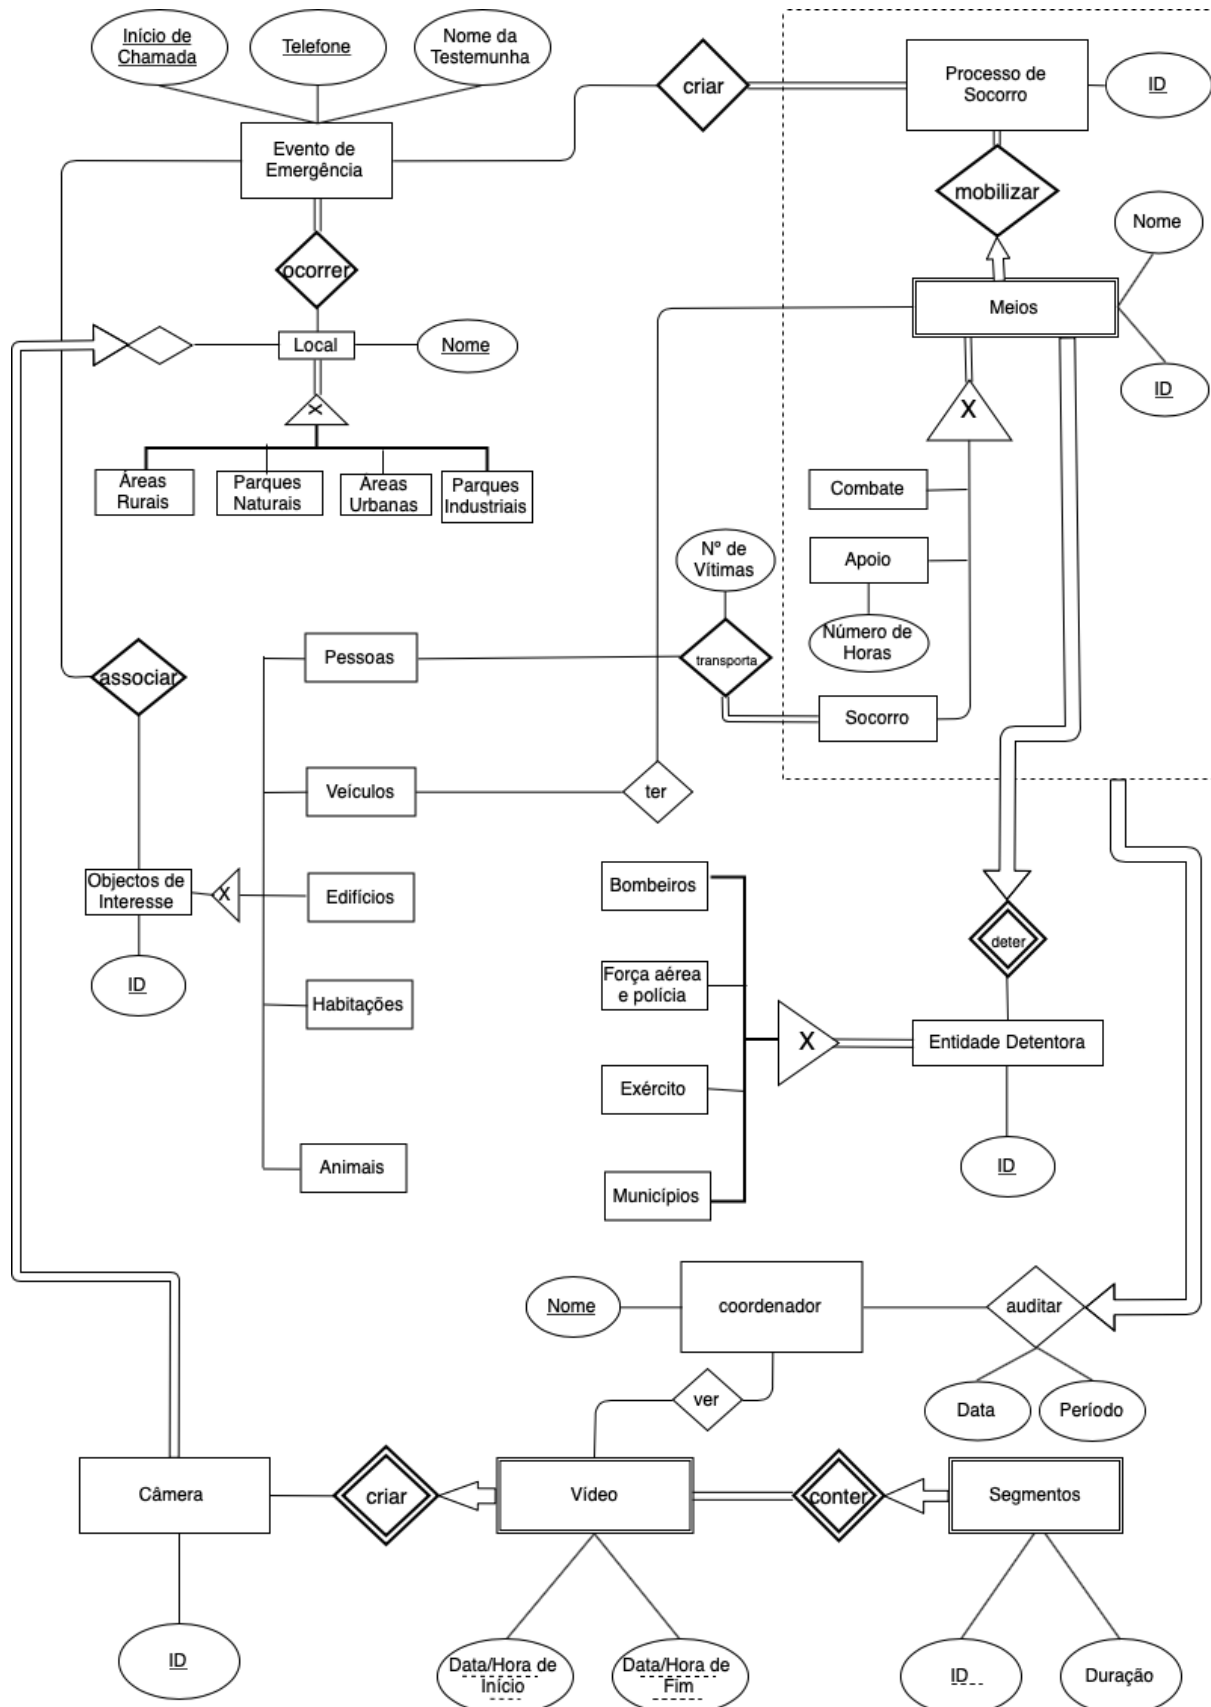 Início de
Chamada
Telefone
Nome da
Testemunha
criar
Processo de
Socorro
ID
Evento de
Emergência
mobilizar
Nome
ocorrer
Meios
Local
Nome
ID
X
X
Áreas
Rurais
Parques
Naturais
Áreas
Urbanas
Parques
Industriais
Combate
Nº de
Vítimas
Apoio
Número de
Horas
Pessoas
transporta
associar
Socorro
Veículos
ter
Objectos de
Interesse
X
Edifícios
Bombeiros
deter
Força aérea
e polícia
ID
Habitações
X
Entidade Detentora
Exército
Animais
ID
Municípios
Nome
coordenador
auditar
ver
Data
Período
Câmera
criar
Vídeo
conter
Segmentos
ID
Data/Hora de
Início
Data/Hora de
Fim
ID
Duração